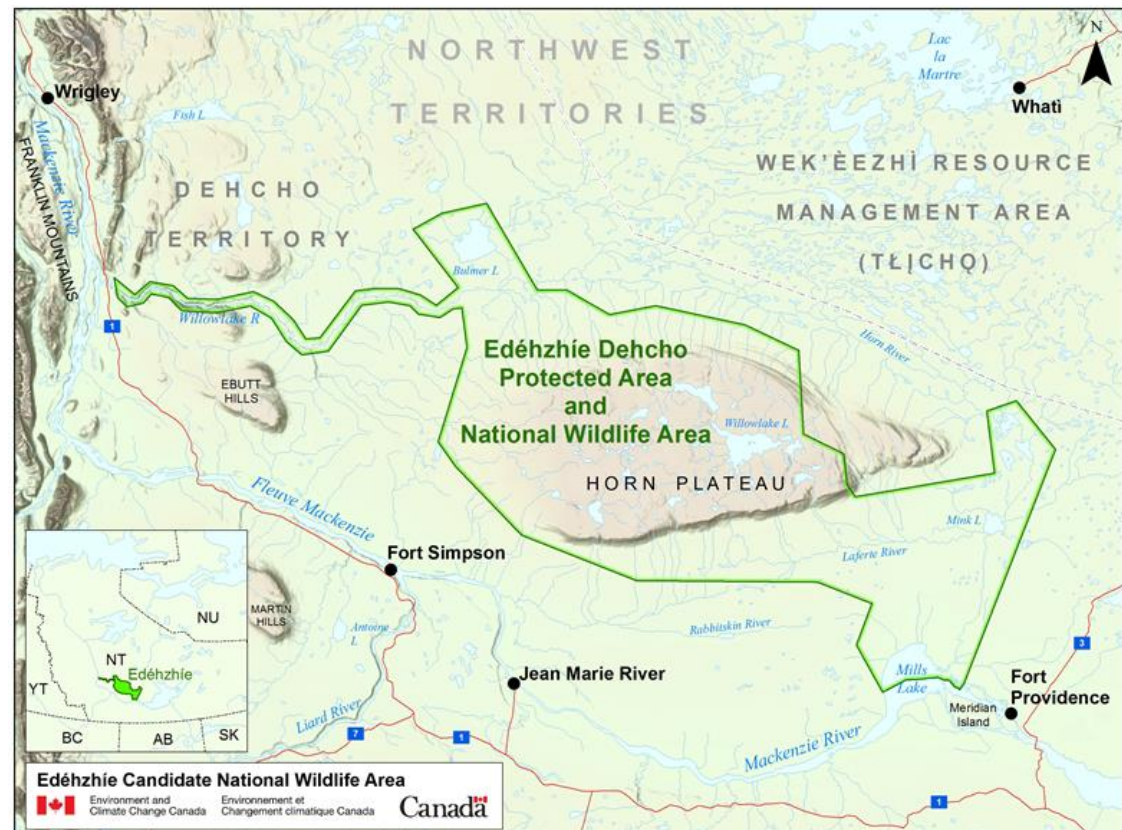 NORTHWEST
TERRITORIES
N
Lac
la
Martre
Whatì
Wrigley
Fish L
Mackenzie River
FRANKLIN MOUNTAINS
WEK'ÈEZHÌ RESOURCE
MANAGEMENT AREA
(TŁĮCHǪ)
DEHCHO
TERRITORY
Bulmer L
Willowlake R
1
Horn River
Edéhzhíe Dehcho
Protected Area
and
National Wildlife Area
EBUTT
HILLS
Willowlake L
HORN PLATEAU
Fleuve Mackenzie
Mink L
Laferte River
Fort Simpson
MARTIN
HILLS
Antoine
L
Rabbitskin River
3
Jean Marie River
Mills
Lake
Fort
Providence
Meridian
Island
Liard River
7
1
Mackenzie River
1
NU
NT
Edéhzhíe
YT
BC
AB
SK
Edéhzhíe Candidate National Wildlife Area
Environment and
Climate Change Canada
Environnement et
Changement climatique Canada
Canada